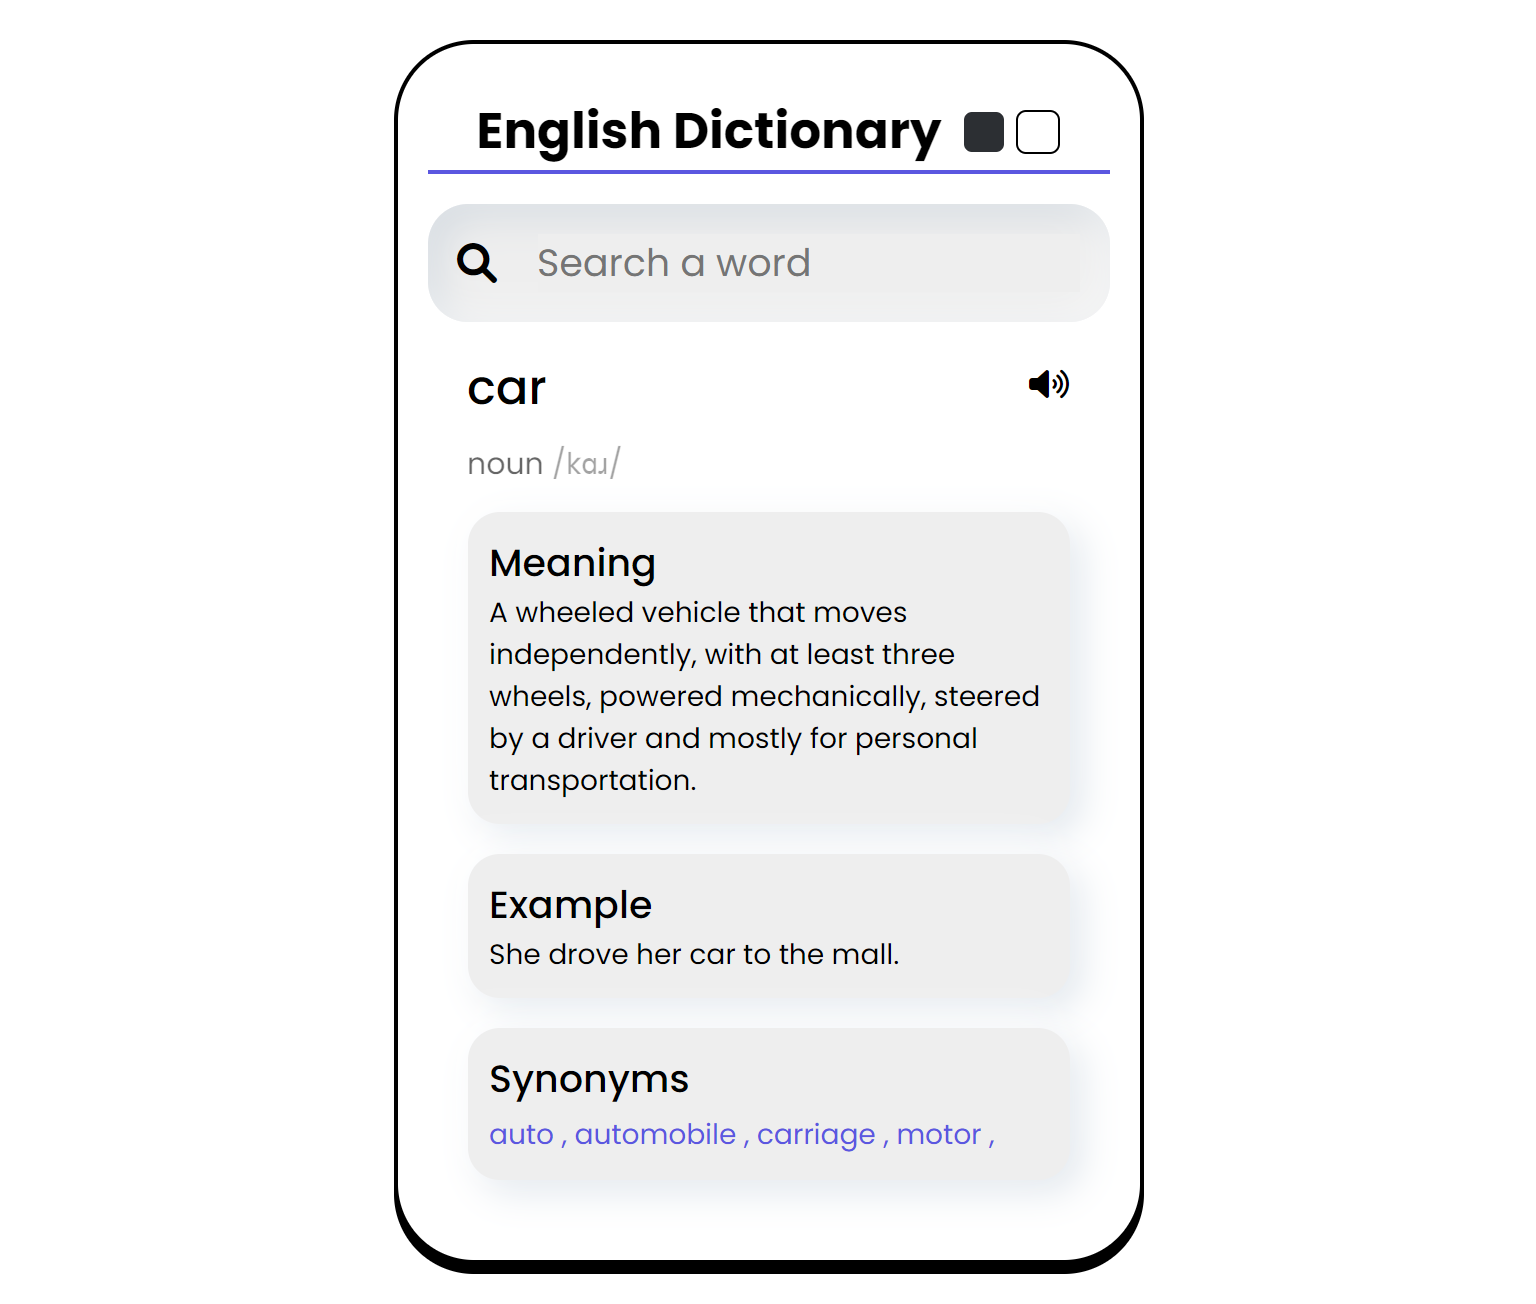 English Dictionary
Search a word
car
noun /kɑɹ/
Meaning
A wheeled vehicle that moves
independently, with at least three
wheels, powered mechanically, steered
by a driver and mostly for personal
transportation.
Example
She drove her car to the mall.
Synonyms
auto , automobile , carriage , motor ,